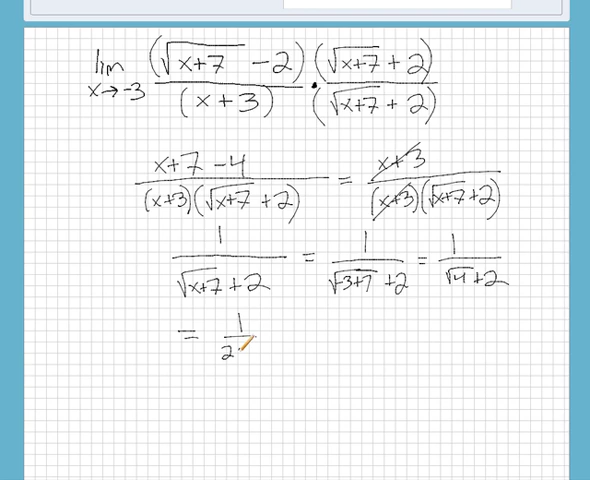 lim x→-3 (√x+7 -2)/(x+3) · (√x+7 +2)/(√x+7 +2)
x+7-4/(x+3)(√x+7 +2) = x+3/(x+3)(√x+7 +2)
1/√x+7 +2 = 1/√-3+7 +2 = 1/√4 +2
= 1/2